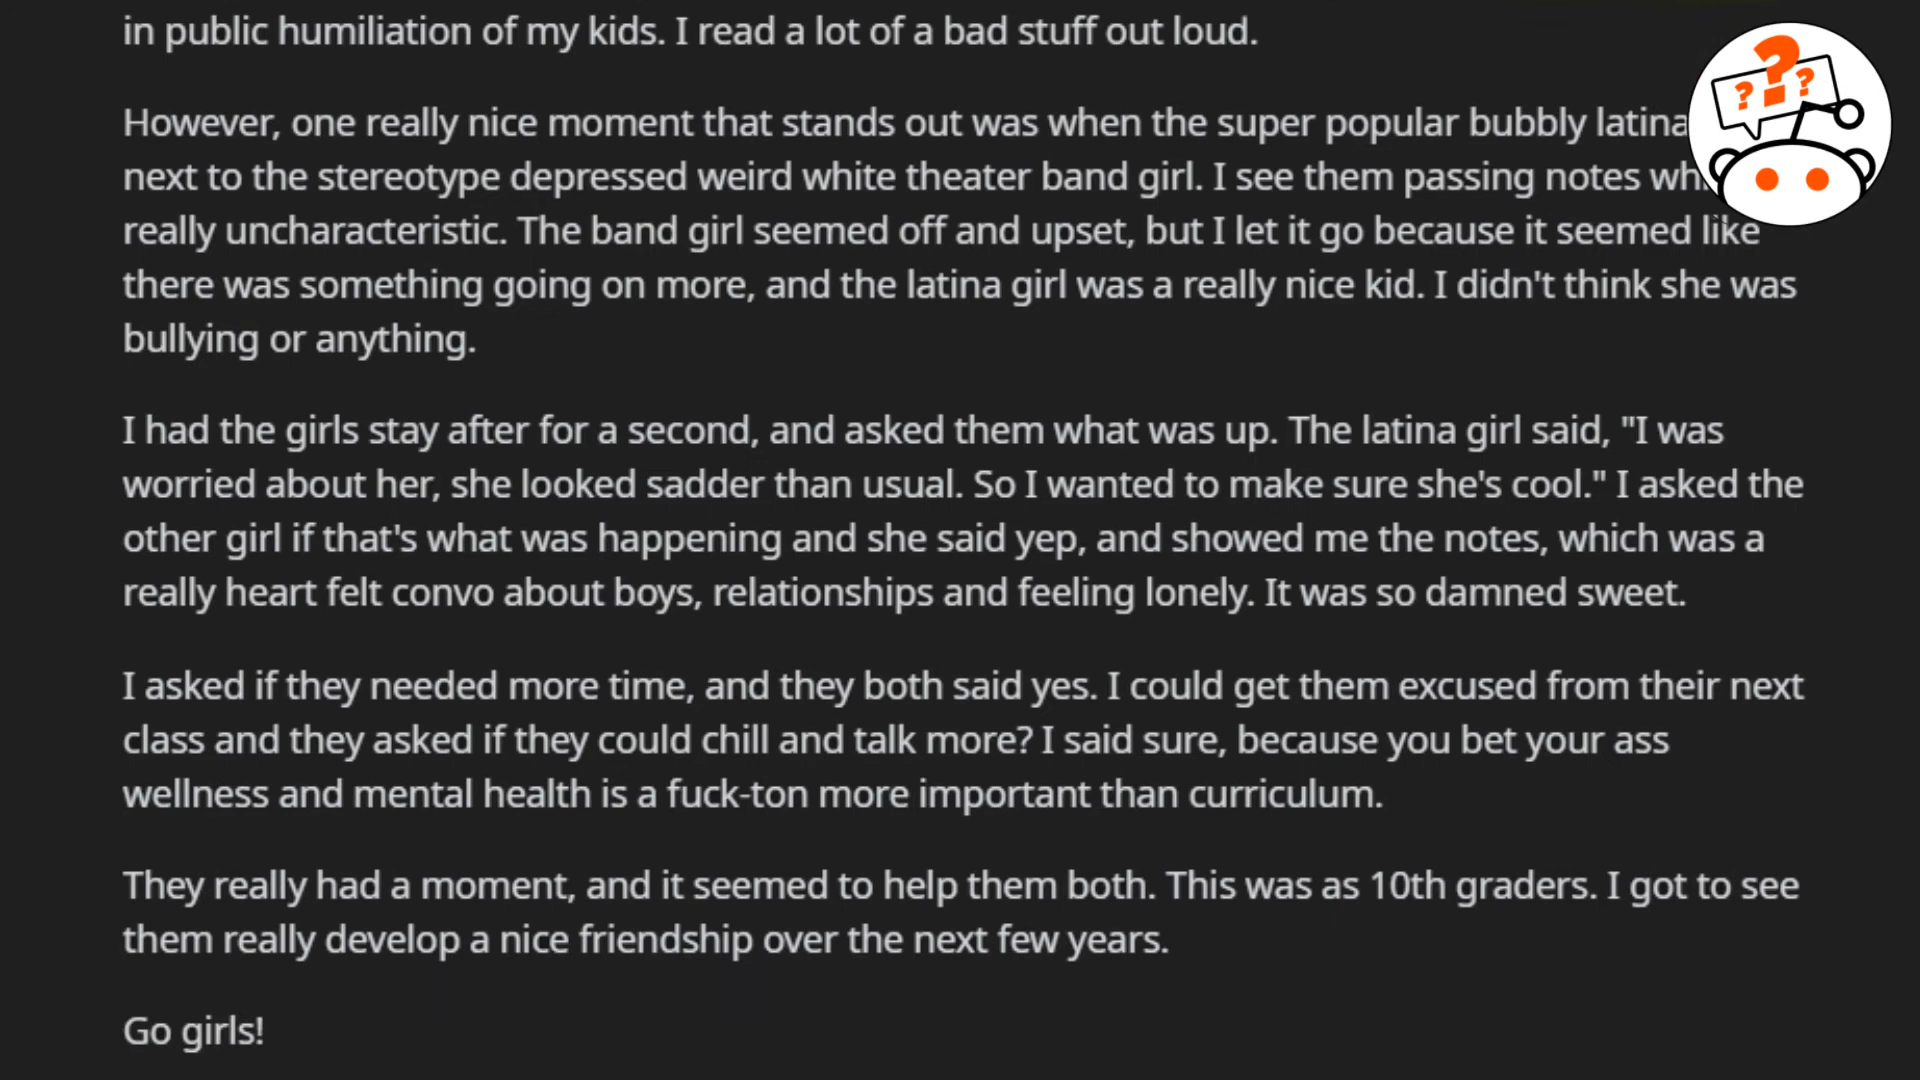 in public humiliation of my kids. I read a lot of a bad stuff out loud.
However, one really nice moment that stands out was when the super popular bubbly latina
next to the stereotype depressed weird white theater band girl. I see them passing notes
really uncharacteristic. The band girl seemed off and upset, but I let it go because it seemed like
there was something going on more, and the latina girl was a really nice kid. I didn't think she was
bullying or anything.
I had the girls stay after for a second, and asked them what was up. The latina girl said, "I was
worried about her, she looked sadder than usual. So I wanted to make sure she's cool." I asked the
other girl if that's what was happening and she said yep, and showed me the notes, which was a
really heart felt convo about boys, relationships and feeling lonely. It was so damned sweet.
I asked if they needed more time, and they both said yes. I could get them excused from their next
class and they asked if they could chill and talk more? I said sure, because you bet your ass
wellness and mental health is a fuck-ton more important than curriculum.
They really had a moment, and it seemed to help them both. This was as 10th graders. I got to see
them really develop a nice friendship over the next few years.
Go girls!
? ? ?